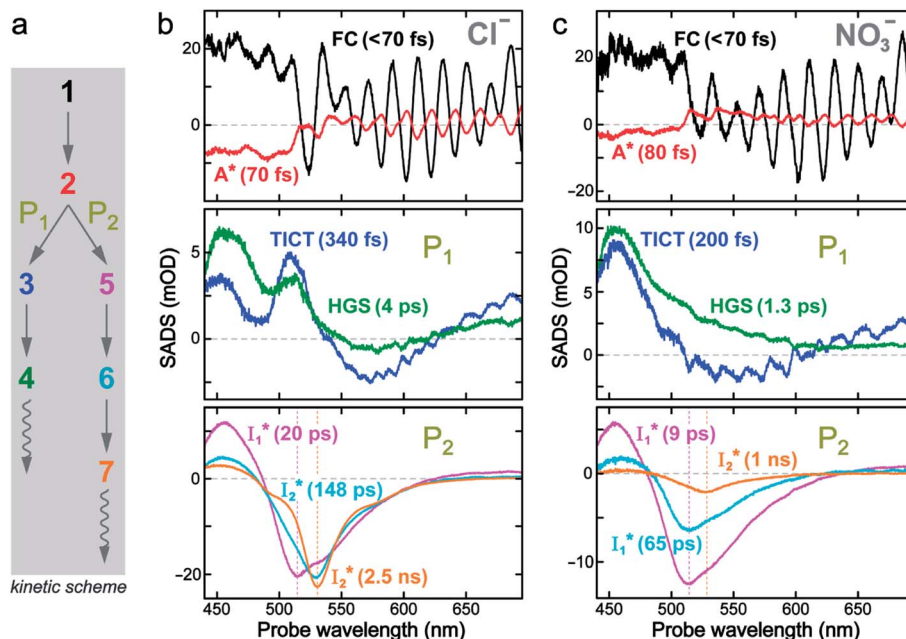 a
1
2
P₁ P₂
3 5
4 6
7
kinetic scheme
b
FC (<70 fs) Cl⁻
A* (70 fs)
20
0
TICT (340 fs) P₁
HGS (4 ps)
5
0
SADS (mOD)
I₁* (20 ps) P₂
I₂* (148 ps)
I₂* (2.5 ns)
0
−20
450 500 550 600 650
Probe wavelength (nm)
c
FC (<70 fs) NO₃⁻
A* (80 fs)
20
0
−20
TICT (200 fs) P₁
HGS (1.3 ps)
10
5
0
SADS (mOD)
I₁* (9 ps) P₂
I₂* (1 ns)
I₁* (65 ps)
5
0
−5
−10
450 500 550 600 650
Probe wavelength (nm)